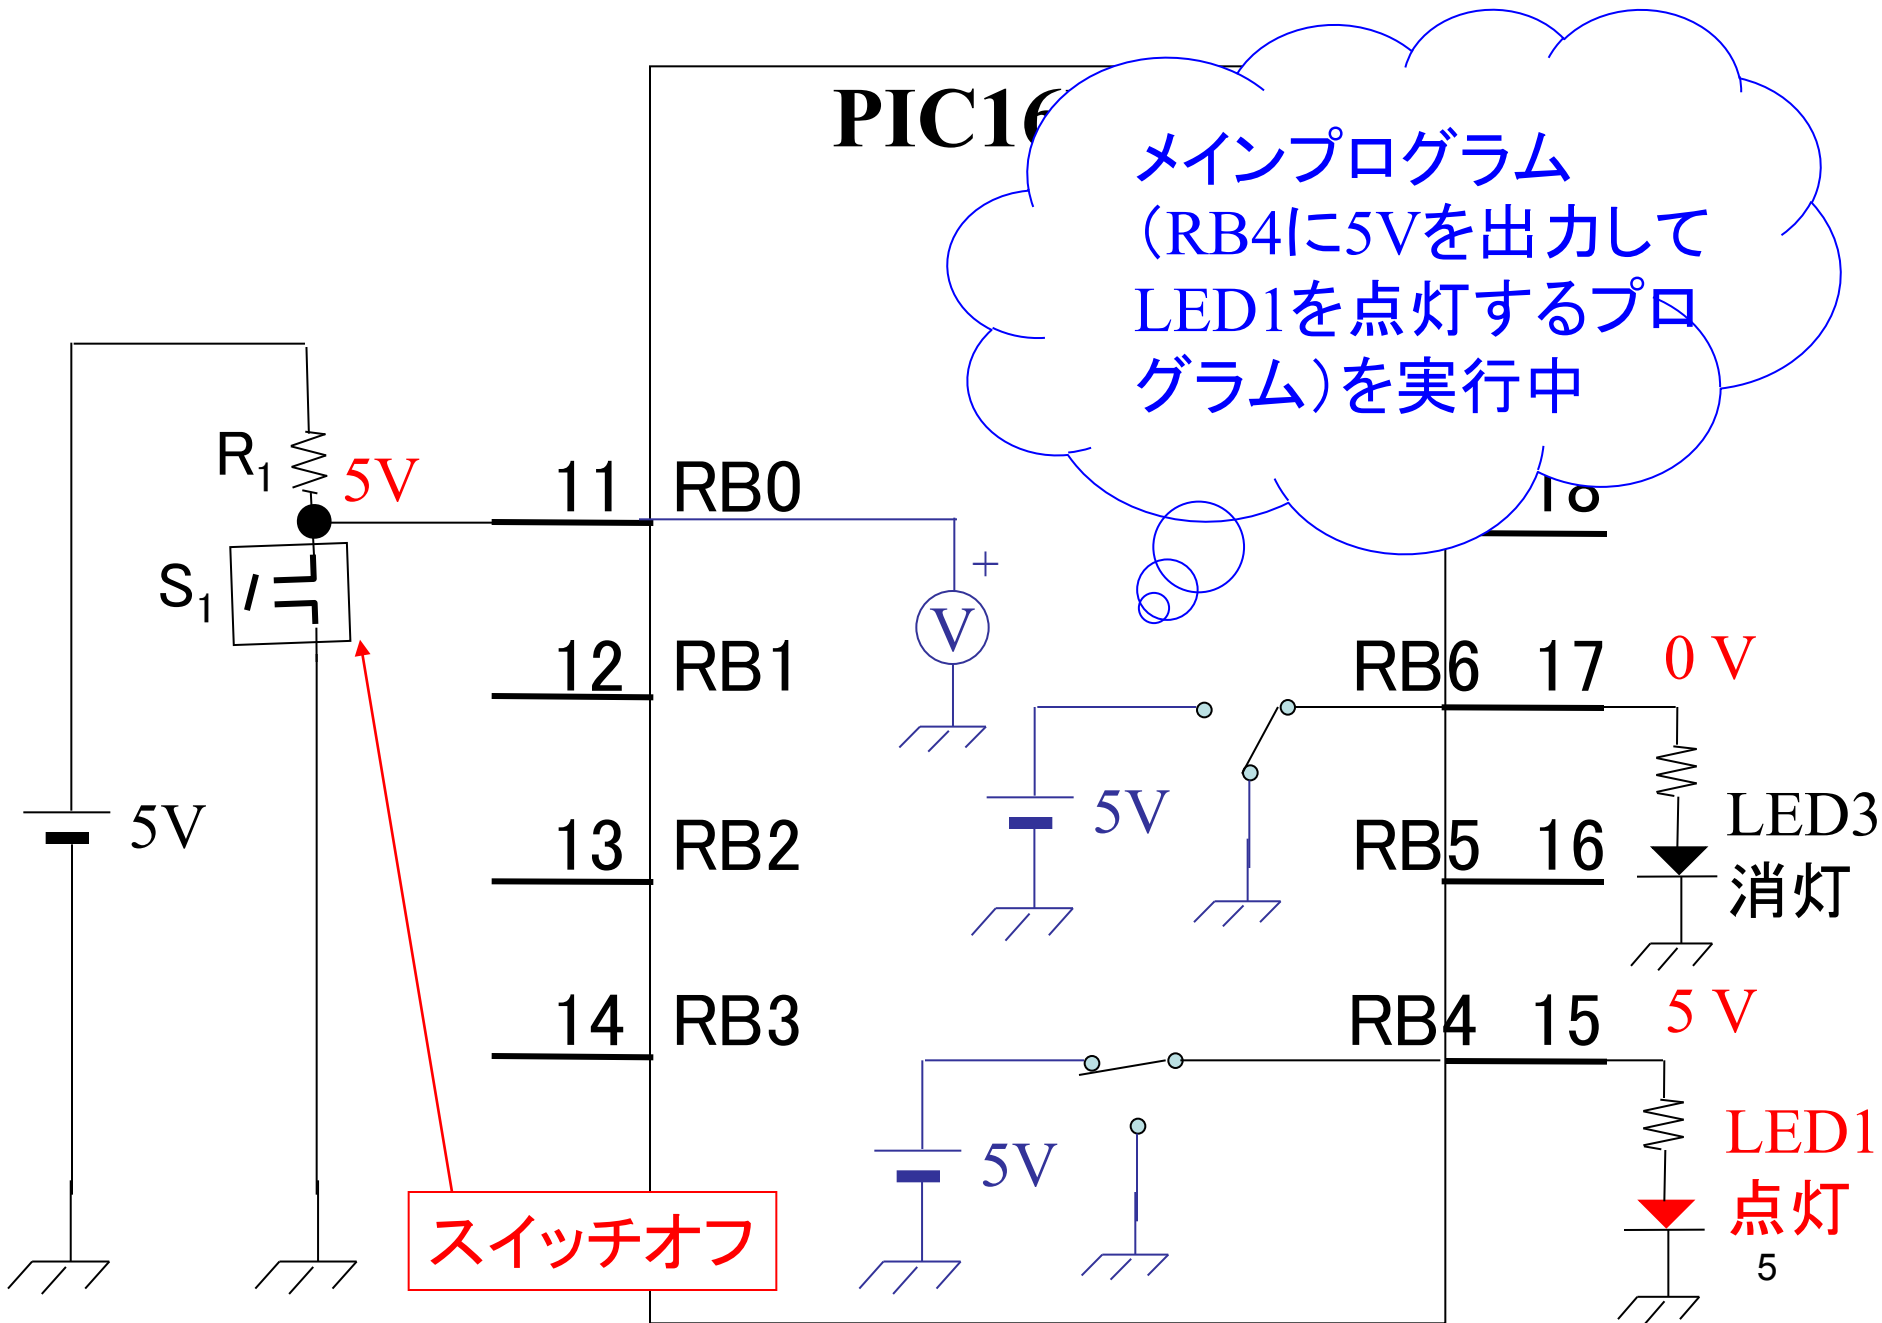 PIC16
メインプログラム
（RB4に5Vを出力して
LED1を点灯するプロ
グラム）を実行中
R1
5V
11 RB0
18
S1
+
V
12 RB1
RB6 17
0 V
5V
5V
13 RB2
RB5 16
LED3
消灯
14 RB3
RB4 15
5 V
5V
LED1
点灯
スイッチオフ
5